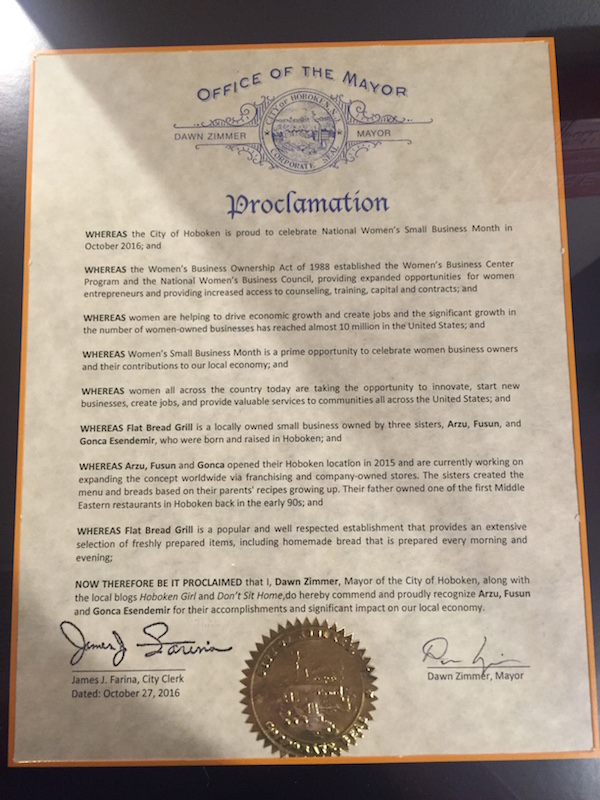 OFFICE OF THE MAYOR
CITY OF HOBOKEN
DAWN ZIMMER
MAYOR
CORPORATE SEAL
Proclamation
WHEREAS the City of Hoboken is proud to celebrate National Women's Small Business Month in
October 2016; and
WHEREAS the Women's Business Ownership Act of 1988 established the Women's Business Center
Program and the National Women's Business Council, providing expanded opportunities for women
entrepreneurs and providing increased access to counseling, training, capital and contracts; and
WHEREAS women are helping to drive economic growth and create jobs and the significant growth in
the number of women-owned businesses has reached almost 10 million in the United States; and
WHEREAS Women's Small Business Month is a prime opportunity to celebrate women business owners
and their contributions to our local economy; and
WHEREAS women all across the country today are taking the opportunity to innovate, start new
businesses, create jobs, and provide valuable services to communities all across the United States; and
WHEREAS Flat Bread Grill is a locally owned small business owned by three sisters, Arzu, Fusun, and
Gonca Esendemir, who were born and raised in Hoboken; and
WHEREAS Arzu, Fusun and Gonca opened their Hoboken location in 2015 and are currently working on
expanding the concept worldwide via franchising and company-owned stores. The sisters created the
menu and breads based on their parents' recipes growing up. Their father owned one of the first Middle
Eastern restaurants in Hoboken back in the early 90s; and
WHEREAS Flat Bread Grill is a popular and well respected establishment that provides an extensive
selection of freshly prepared items, including homemade bread that is prepared every morning and
evening;
NOW THEREFORE BE IT PROCLAIMED that I, Dawn Zimmer, Mayor of the City of Hoboken, along with
the local blogs Hoboken Girl and Don't Sit Home,do hereby commend and proudly recognize Arzu, Fusun
and Gonca Esendemir for their accomplishments and significant impact on our local economy.
James J Farina
James J. Farina, City Clerk
Dated: October 27, 2016
Dawn Zimmer, Mayor